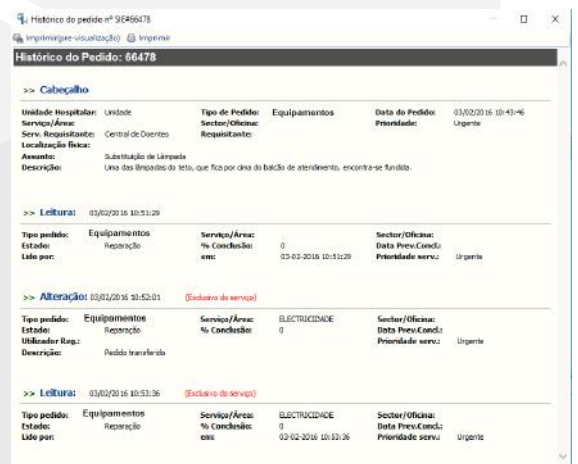 Histórico do pedido nº SIE#66478
Imprimir(pre-visualização) Imprimir
Histórico do Pedido: 66478
>> Cabeçalho
Unidade Hospitalar: Unidade Tipo de Pedido: Equipamentos Data do Pedido: 03/02/2016 10:43:46
Serviço/Área: Sector/Oficina: Prioridade: Urgente
Serv. Requisitante: Central de Doentes Requisitante:
Localização física:
Assunto: Substituição de Lâmpada
Descrição: Uma das lâmpadas do teto, que fica por cima do balcão de atendimento, encontra-se fundida.
>> Leitura: 03/02/2016 10:51:29
Tipo pedido: Equipamentos Serviço/Área: Sector/Oficina:
Estado: Reparação % Conclusão: 0 Data Prev.Concl.:
Lido por: em: 03-02-2016 10:51:29 Prioridade serv.: Urgente
>> Alteração: 03/02/2016 10:52:01 (Exclusivo do serviço)
Tipo pedido: Equipamentos Serviço/Área: ELECTRICIDADE Sector/Oficina:
Estado: Reparação % Conclusão: 0 Data Prev.Concl.:
Utilizador Reg.: Prioridade serv.: Urgente
Descrição: Pedido transferido
>> Leitura: 03/02/2016 10:53:36 (Exclusivo do serviço)
Tipo pedido: Equipamentos Serviço/Área: ELECTRICIDADE Sector/Oficina:
Estado: Reparação % Conclusão: 0 Data Prev.Concl.:
Lido por: em: 03-02-2016 10:53:36 Prioridade serv.: Urgente